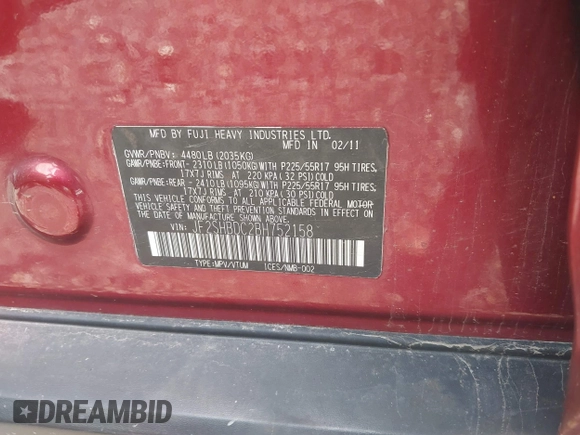 MFD BY FUJI HEAVY INDUSTRIES LTD.
MFD IN 02/11
GVWR/PNBV: 4480LB (2035KG)
GAWR/PNBE:FRONT- 2310LB (1050KG) WITH P225/55R17 95H TIRES,
17X7J RIMS AT 220 KPA (32 PSI) COLD
GAWR/PNBE:REAR - 2410LB (1095KG) WITH P225/55R17 95H TIRES,
17X7J RIMS AT 210 KPA (30 PSI) COLD
THIS VEHICLE CONFORMS TO ALL APPLICABLE FEDERAL MOTOR
VEHICLE SAFETY STANDARDS IN EFFECT ON THE DATE OF
MANUFACTURE SHOWN ABOVE.
VIN: JF2SHBDC2BH752158
TYPE:MPV/VTUM ICES/NMB-002
DREAMBID